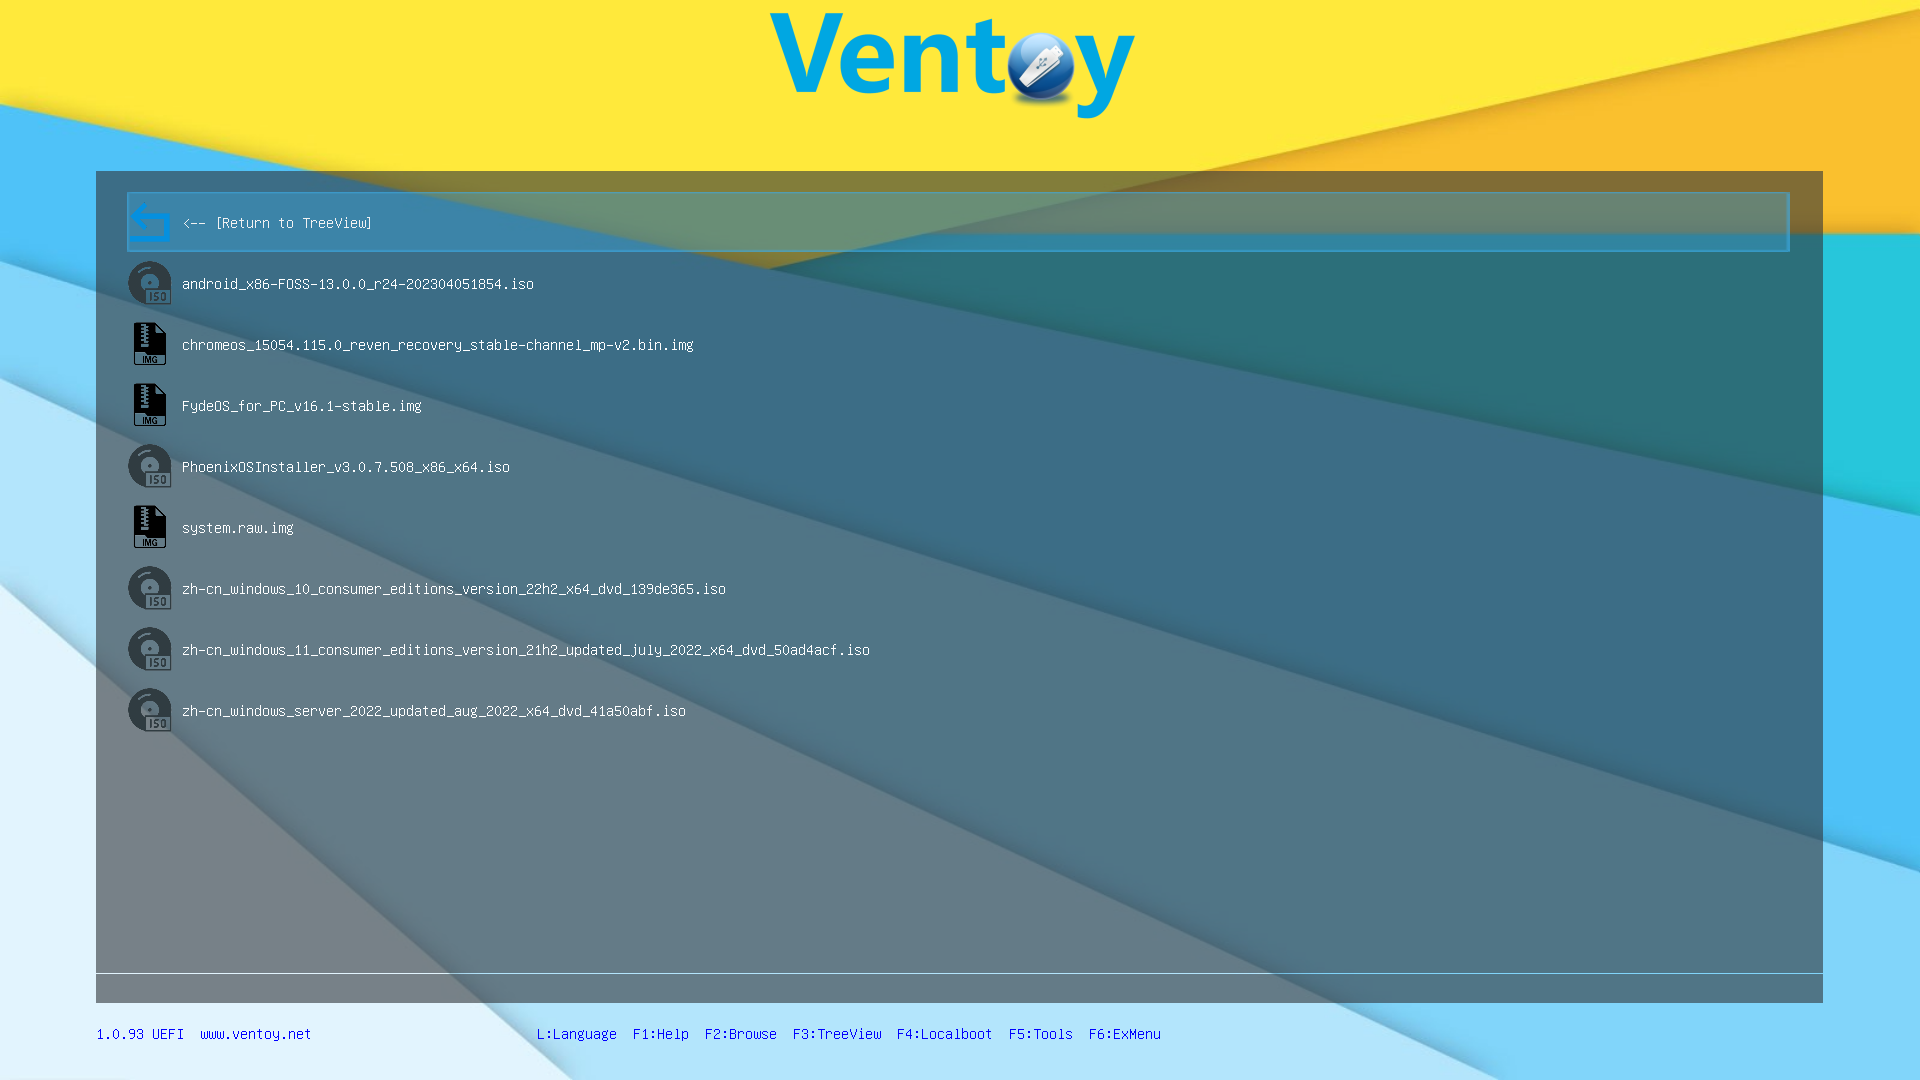 Ventoy
<-- [Return to TreeView]
ISO android_x86-FOSS-13.0.0_r24-202304051854.iso
IMG chromeos_15054.115.0_reven_recovery_stable-channel_mp-v2.bin.img
IMG FydeOS_for_PC_v16.1-stable.img
ISO PhoenixOSInstaller_v3.0.7.508_x86_x64.iso
IMG system.raw.img
ISO zh-cn_windows_10_consumer_editions_version_22h2_x64_dvd_139de365.iso
ISO zh-cn_windows_11_consumer_editions_version_21h2_updated_july_2022_x64_dvd_50ad4acf.iso
ISO zh-cn_windows_server_2022_updated_aug_2022_x64_dvd_41a50abf.iso
1.0.93 UEFI www.ventoy.net L:Language F1:Help F2:Browse F3:TreeView F4:Localboot F5:Tools F6:ExMenu